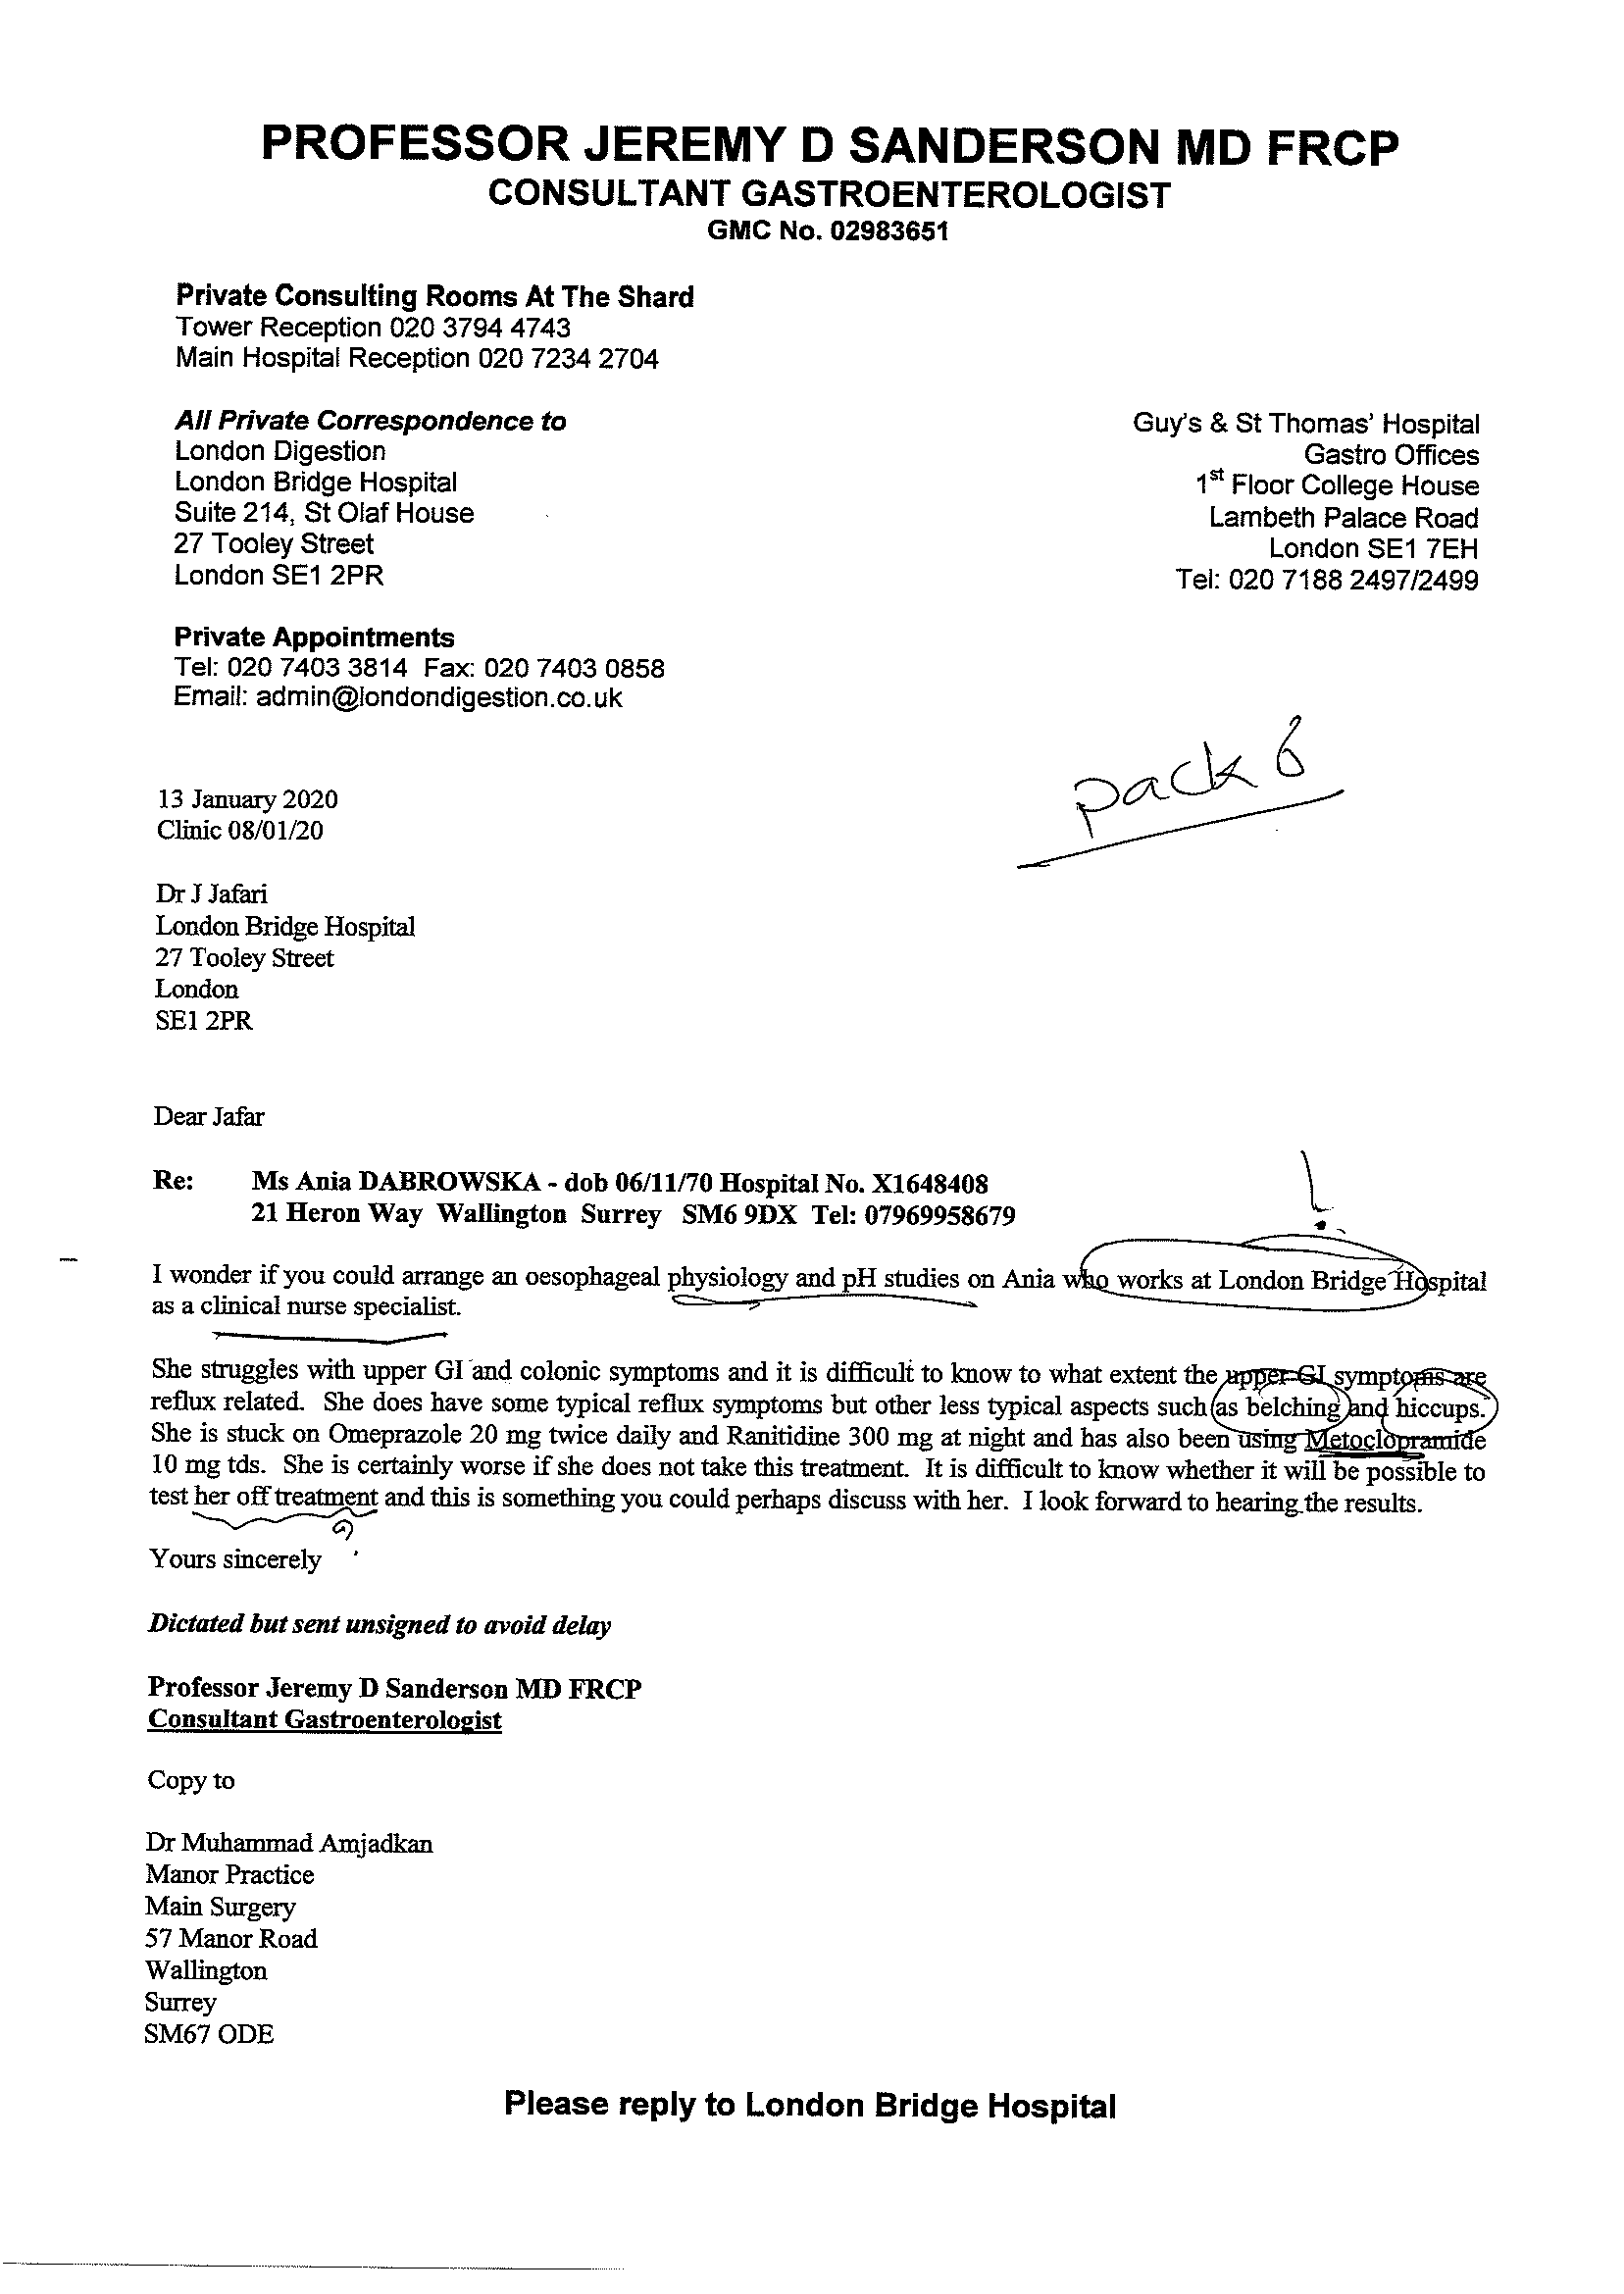 PROFESSOR JEREMY D SANDERSON MD FRCP
CONSULTANT GASTROENTEROLOGIST
GMC No. 02983651
Private Consulting Rooms At The Shard
Tower Reception 020 3794 4743
Main Hospital Reception 020 7234 2704
All Private Correspondence to
London Digestion
London Bridge Hospital
Suite 214, St Olaf House
27 Tooley Street
London SE1 2PR
Guy's & St Thomas' Hospital
Gastro Offices
1st Floor College House
Lambeth Palace Road
London SE1 7EH
Tel: 020 7188 2497/2499
Private Appointments
Tel: 020 7403 3814 Fax: 020 7403 0858
Email: admin@londondigestion.co.uk
pack 6
13 January 2020
Clinic 08/01/20
Dr J Jafari
London Bridge Hospital
27 Tooley Street
London
SE1 2PR
Dear Jafar
Re: Ms Ania DABROWSKA - dob 06/11/70 Hospital No. X1648408
21 Heron Way Wallington Surrey SM6 9DX Tel: 07969958679
!
I wonder if you could arrange an oesophageal physiology and pH studies on Ania who works at London Bridge Hospital
as a clinical nurse specialist.
She struggles with upper GI and colonic symptoms and it is difficult to know to what extent the upper GI symptoms are
reflux related. She does have some typical reflux symptoms but other less typical aspects such as belching and hiccups.
She is stuck on Omeprazole 20 mg twice daily and Ranitidine 300 mg at night and has also been using Metoclopramide
10 mg tds. She is certainly worse if she does not take this treatment. It is difficult to know whether it will be possible to
test her off treatment and this is something you could perhaps discuss with her. I look forward to hearing the results.
?
Yours sincerely
Dictated but sent unsigned to avoid delay
Professor Jeremy D Sanderson MD FRCP
Consultant Gastroenterologist
Copy to
Dr Muhammad Amjadkan
Manor Practice
Main Surgery
57 Manor Road
Wallington
Surrey
SM67 ODE
Please reply to London Bridge Hospital